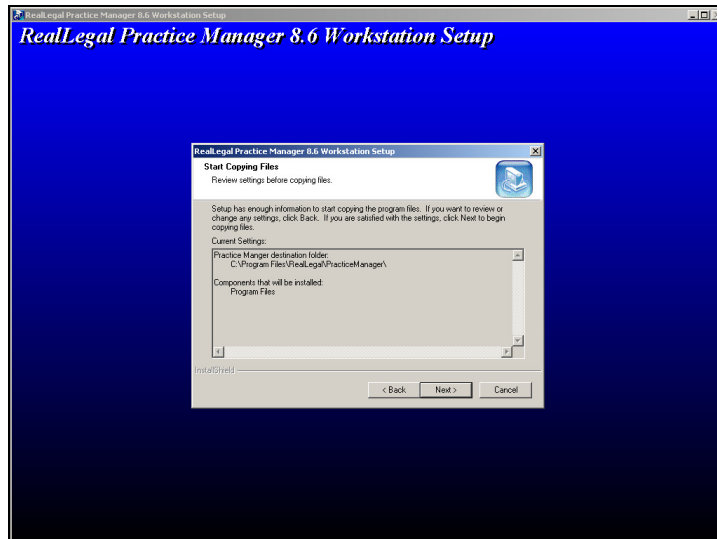 RealLegal Practice Manager 8.6 Workstation Setup
RealLegal Practice Manager 8.6 Workstation Setup
RealLegal Practice Manager 8.6 Workstation Setup
Start Copying Files
Review settings before copying files.
Setup has enough information to start copying the program files. If you want to review or
change any settings, click Back. If you are satisfied with the settings, click Next to begin
copying files.
Current Settings:
Practice Manger destination folder:
C:\Program Files\RealLegal\PracticeManager\
Components that will be installed:
Program Files
InstallShield
< Back Next > Cancel